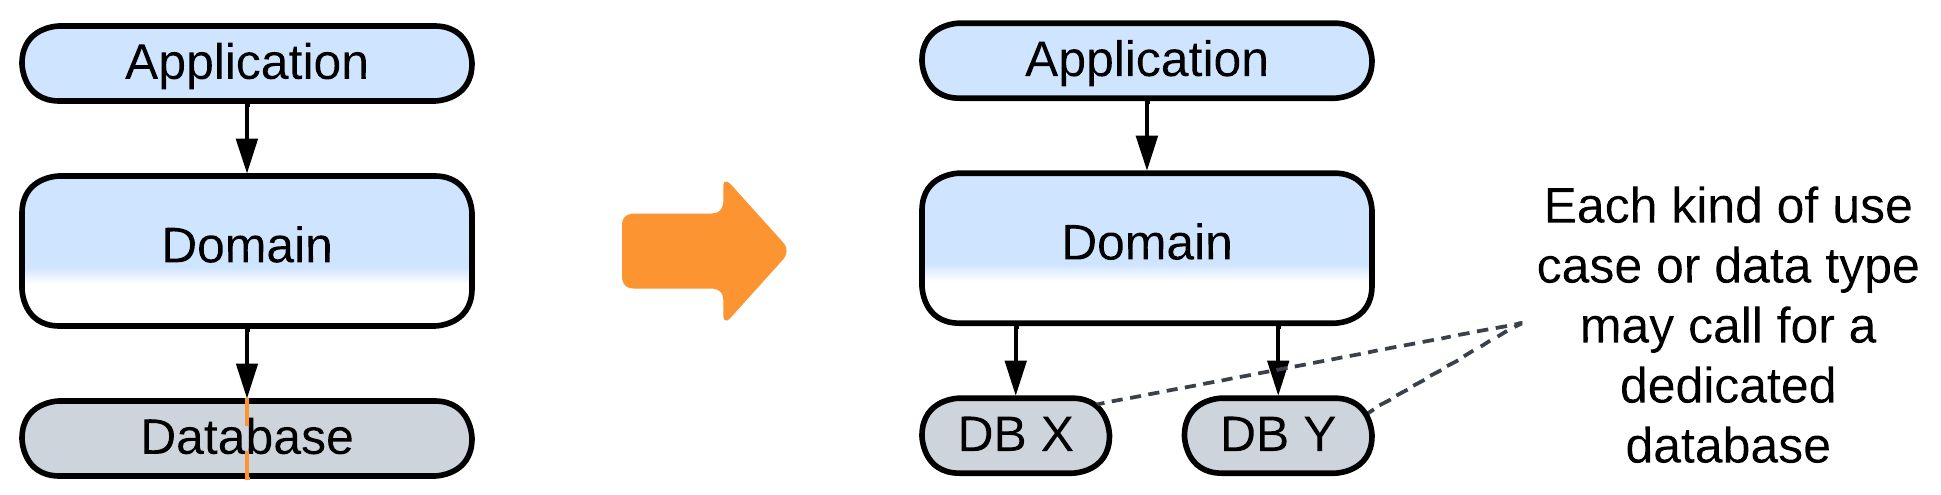 Application
Domain
Database
Application
Domain
DB X
DB Y
Each kind of use
case or data type
may call for a
dedicated
database